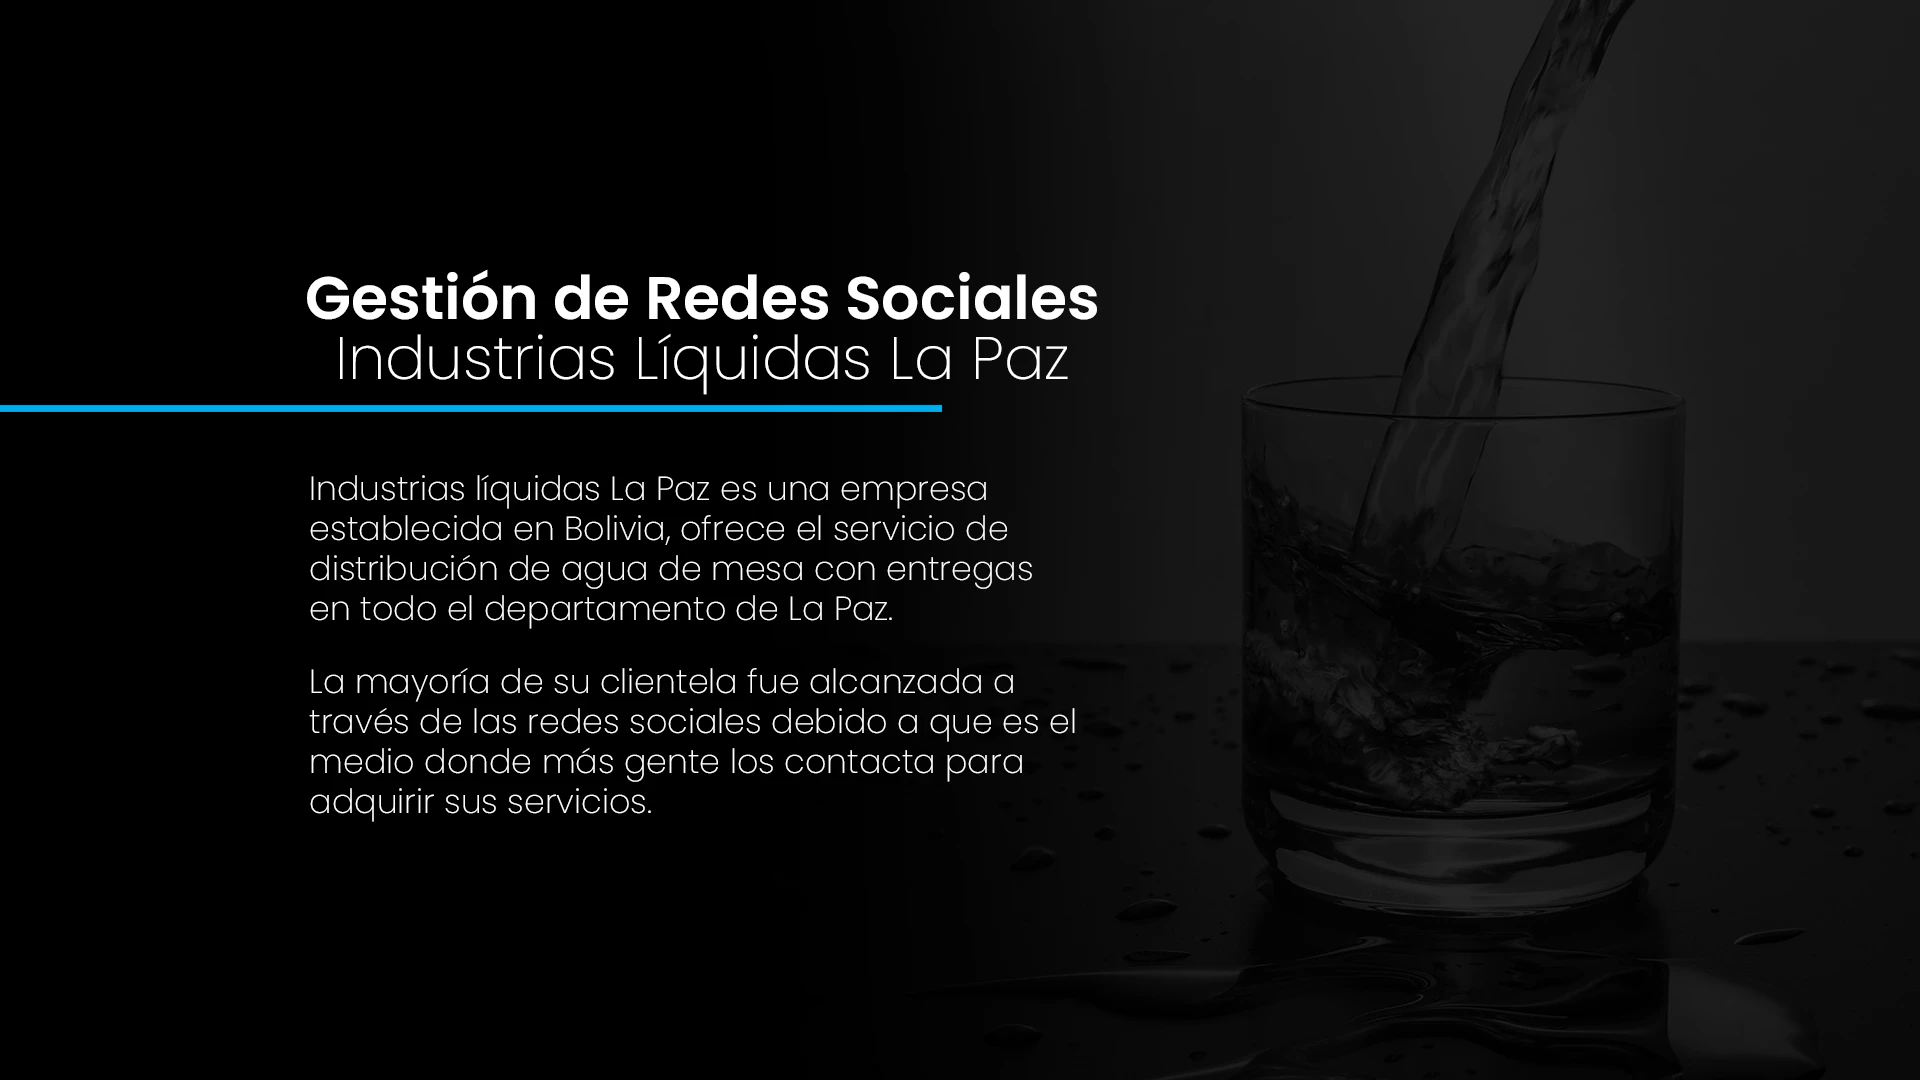 Gestión de Redes Sociales
Industrias Líquidas La Paz
Industrias líquidas La Paz es una empresa
establecida en Bolivia, ofrece el servicio de
distribución de agua de mesa con entregas
en todo el departamento de La Paz.
La mayoría de su clientela fue alcanzada a
través de las redes sociales debido a que es el
medio donde más gente los contacta para
adquirir sus servicios.